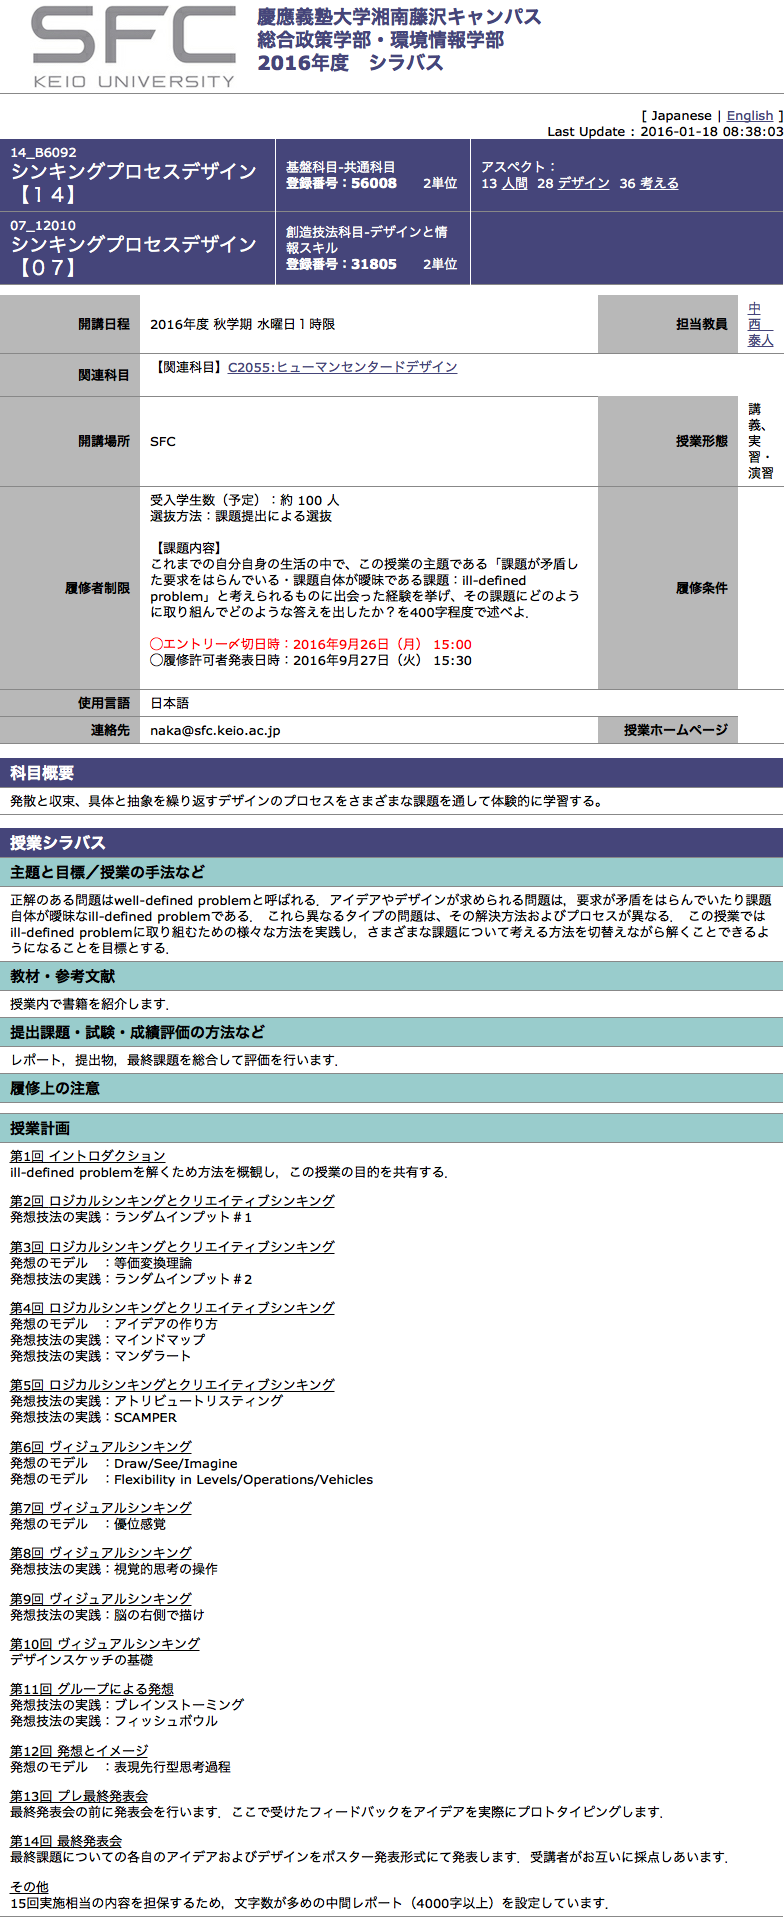 SFC
KEIO UNIVERSITY
慶應義塾大学湘南藤沢キャンパス
総合政策学部・環境情報学部
2016年度　シラバス
[ Japanese | English ]
Last Update : 2016-01-18 08:38:03
14_B6092
シンキングプロセスデザイン
【１４】
基盤科目-共通科目
登録番号：56008　　2単位
アスペクト：
13 人間　28 デザイン　36 考える
07_12010
シンキングプロセスデザイン
【０７】
創造技法科目-デザインと情
報スキル
登録番号：31805　　2単位
開講日程
2016年度 秋学期 水曜日１時限
担当教員
中
西
泰人
関連科目
【関連科目】C2055:ヒューマンセンタードデザイン
開講場所
SFC
授業形態
講
義、
実
習・
演習
履修者制限
受入学生数（予定）：約 100 人
選抜方法：課題提出による選抜
【課題内容】
これまでの自分自身の生活の中で、この授業の主題である「課題が矛盾し
た要求をはらんでいる・課題自体が曖昧である課題：ill-defined
problem」と考えられるものに出会った経験を挙げ、その課題にどのよう
に取り組んでどのような答えを出したか？を400字程度で述べよ．
◯エントリー〆切日時：2016年9月26日（月） 15:00
◯履修許可者発表日時：2016年9月27日（火） 15:30
履修条件
使用言語
日本語
連絡先
naka@sfc.keio.ac.jp
授業ホームページ
科目概要
発散と収束、具体と抽象を繰り返すデザインのプロセスをさまざまな課題を通して体験的に学習する。
授業シラバス
主題と目標／授業の手法など
正解のある問題はwell-defined problemと呼ばれる．アイデアやデザインが求められる問題は，要求が矛盾をはらんでいたり課題
自体が曖昧なill-defined problemである． これら異なるタイプの問題は、その解決方法およびプロセスが異なる． この授業では
ill-defined problemに取り組むための様々な方法を実践し，さまざまな課題について考える方法を切替えながら解くことできるよ
うになることを目標とする．
教材・参考文献
授業内で書籍を紹介します．
提出課題・試験・成績評価の方法など
レポート，提出物，最終課題を総合して評価を行います．
履修上の注意
授業計画
第1回 イントロダクション
ill-defined problemを解くため方法を概観し，この授業の目的を共有する．
第2回 ロジカルシンキングとクリエイティブシンキング
発想技法の実践：ランダムインプット＃1
第3回 ロジカルシンキングとクリエイティブシンキング
発想のモデル　：等価変換理論
発想技法の実践：ランダムインプット＃2
第4回 ロジカルシンキングとクリエイティブシンキング
発想のモデル　：アイデアの作り方
発想技法の実践：マインドマップ
発想技法の実践：マンダラート
第5回 ロジカルシンキングとクリエイティブシンキング
発想技法の実践：アトリビュートリスティング
発想技法の実践：SCAMPER
第6回 ヴィジュアルシンキング
発想のモデル　：Draw/See/Imagine
発想のモデル　：Flexibility in Levels/Operations/Vehicles
第7回 ヴィジュアルシンキング
発想のモデル　：優位感覚
第8回 ヴィジュアルシンキング
発想技法の実践：視覚的思考の操作
第9回 ヴィジュアルシンキング
発想技法の実践：脳の右側で描け
第10回 ヴィジュアルシンキング
デザインスケッチの基礎
第11回 グループによる発想
発想技法の実践：ブレインストーミング
発想技法の実践：フィッシュボウル
第12回 発想とイメージ
発想のモデル　：表現先行型思考過程
第13回 プレ最終発表会
最終発表会の前に発表会を行います．ここで受けたフィードバックをアイデアを実際にプロトタイピングします．
第14回 最終発表会
最終課題についての各自のアイデアおよびデザインをポスター発表形式にて発表します．受講者がお互いに採点しあいます．
その他
15回実施相当の内容を担保するため，文字数が多めの中間レポート（4000字以上）を設定しています．